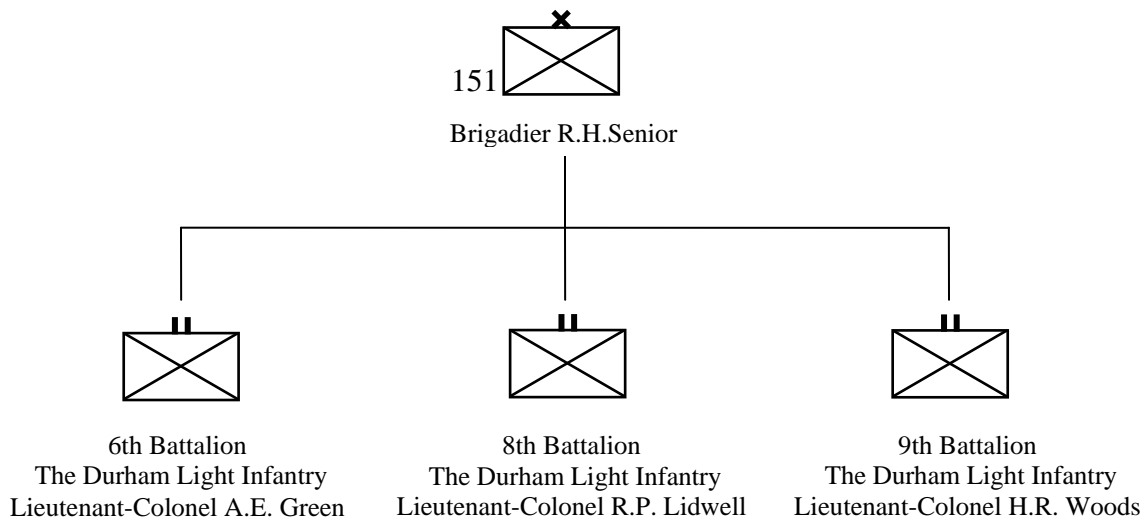 151
Brigadier R.H.Senior
6th Battalion
The Durham Light Infantry
Lieutenant-Colonel A.E. Green
8th Battalion
The Durham Light Infantry
Lieutenant-Colonel R.P. Lidwell
9th Battalion
The Durham Light Infantry
Lieutenant-Colonel H.R. Woods